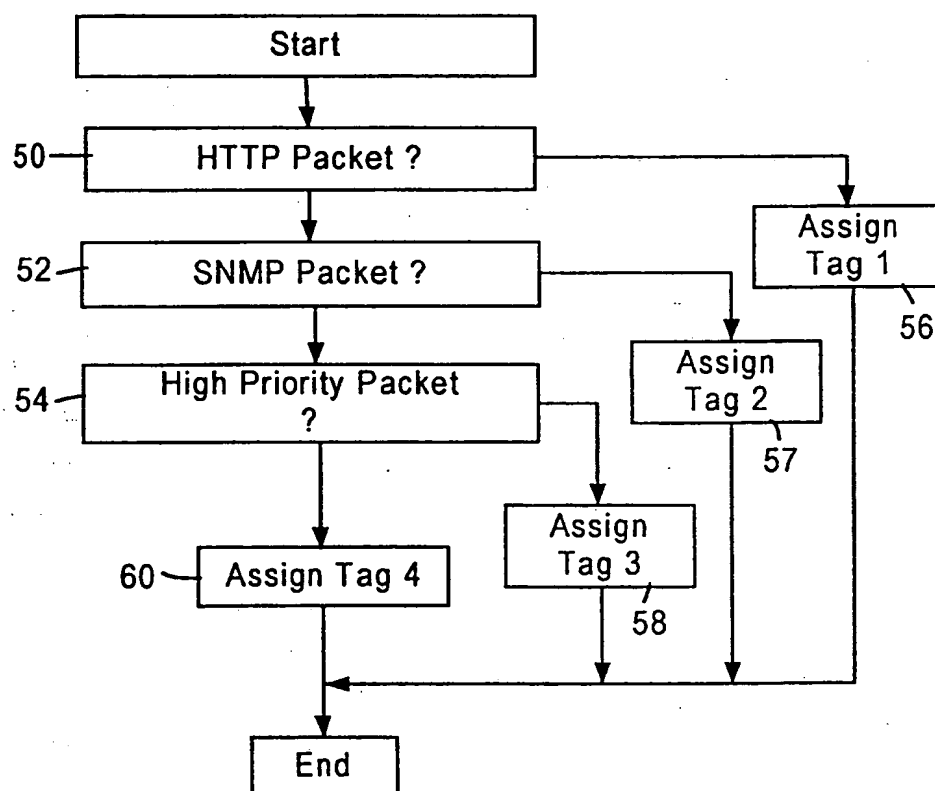 Start
50
HTTP Packet ?
Assign
Tag 1
56
52
SNMP Packet ?
Assign
Tag 2
57
54
High Priority Packet
?
Assign
Tag 3
58
60
Assign Tag 4
End